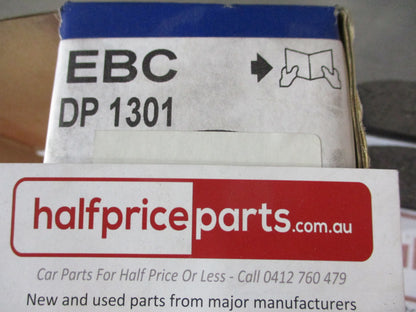 EBC
DP 1301
halfpriceparts.com.au
Car Parts For Half Price Or Less - Call 0412 760 479
New and used parts from major manufacturers